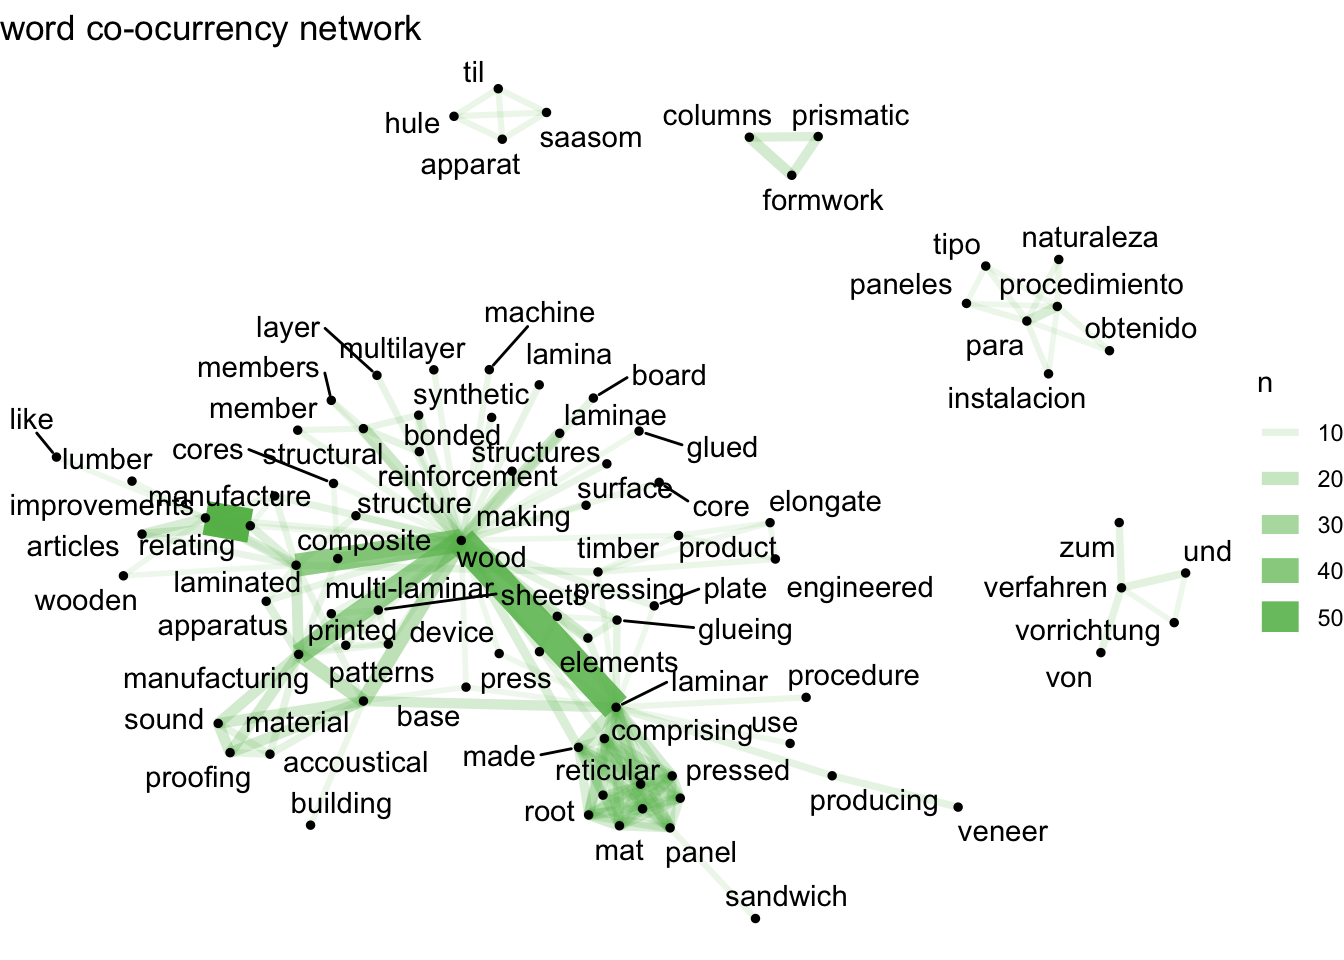 word co-ocurrency network
til
hule
saasom
apparat
columns
prismatic
formwork
tipo
naturaleza
paneles
procedimiento
para
obtenido
instalacion
machine
layer
multilayer
lamina
members
board
synthetic
member
laminae
like
bonded
cores
structural
structures
glued
lumber
reinforcement
surface
improvements
manufacture
structure
making
core
elongate
articles
relating
composite
wood
timber
product
laminated
multi-laminar
sheets
pressing
plate
engineered
wooden
apparatus
printed
device
glueing
manufacturing
patterns
press
elements
laminar
procedure
sound
material
base
comprising
use
proofing
accoustical
made
reticular
pressed
building
root
producing
mat
panel
veneer
sandwich
zum
und
verfahren
vorrichtung
von
n
10
20
30
40
50